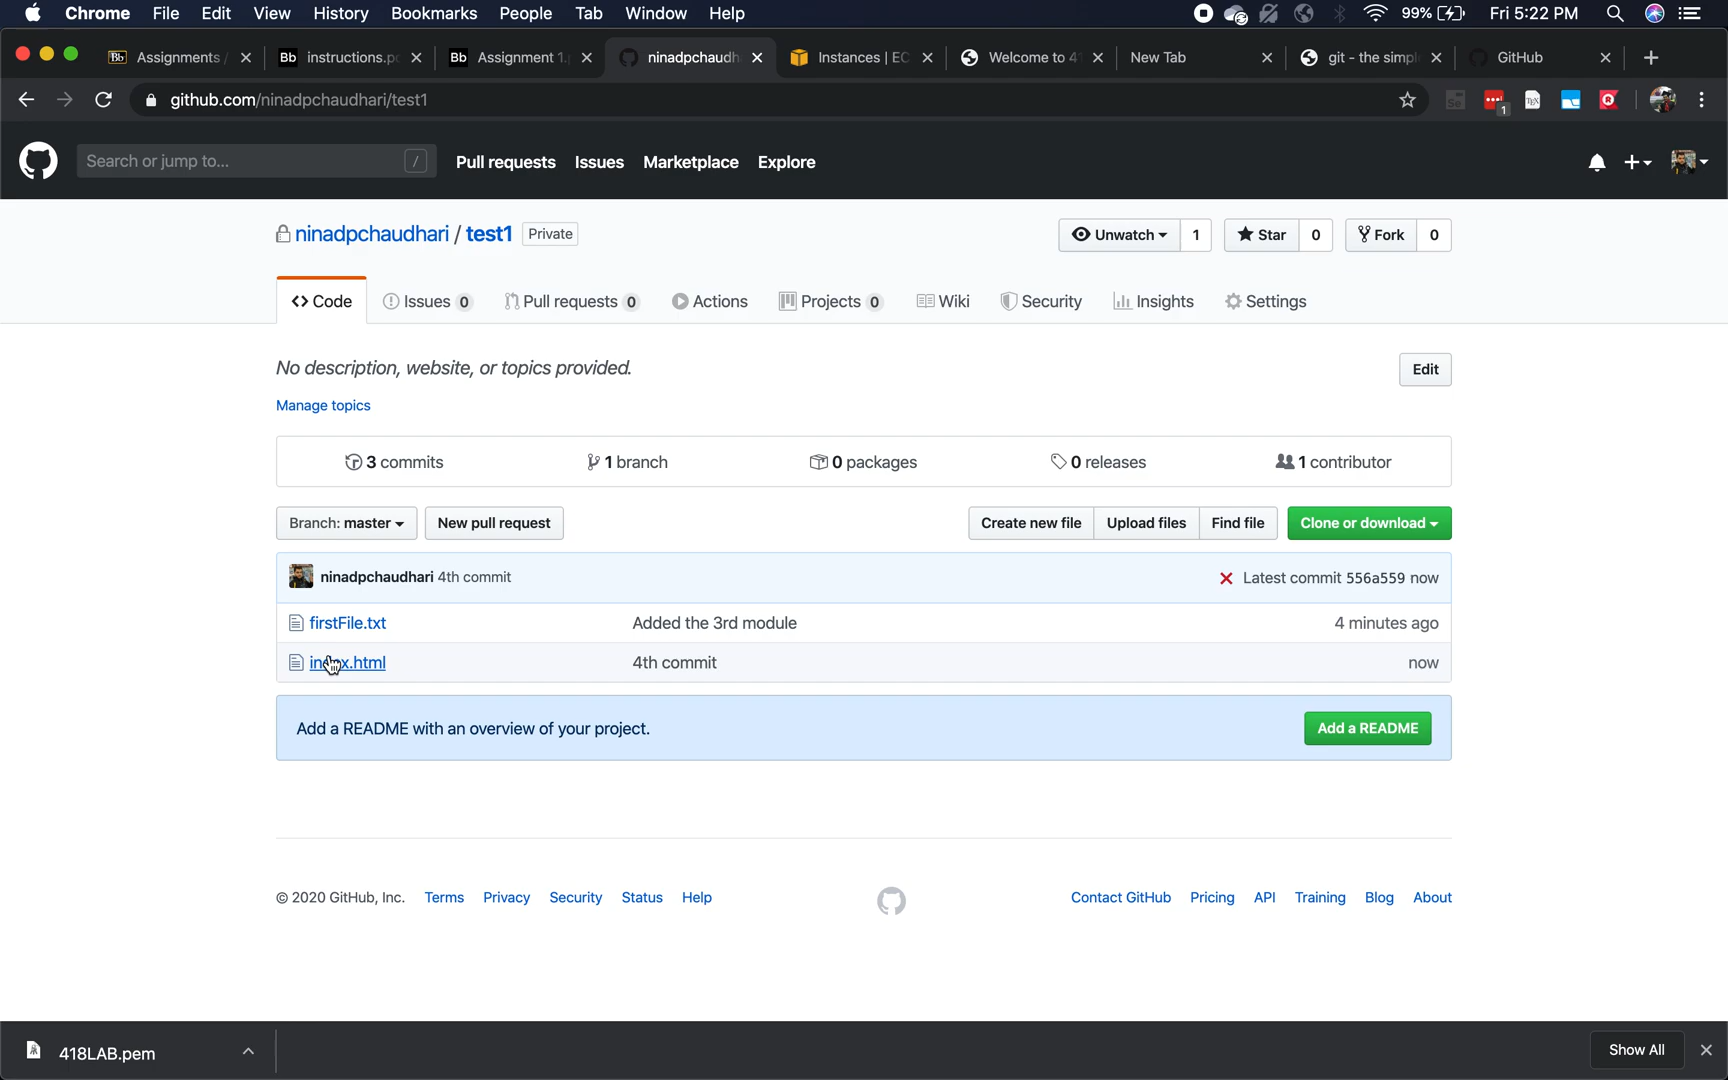 Chrome File Edit View History Bookmarks People Tab Window Help 99% Fri 5:22 PM
Bb Assignments / Bb instructions.pc Bb Assignment 1. ninadpchaudh Instances | EC Welcome to 41 New Tab git - the simpl GitHub
github.com/ninadpchaudhari/test1 1
Search or jump to... / Pull requests Issues Marketplace Explore
ninadpchaudhari / test1 Private Unwatch 1 Star 0 Fork 0
Code Issues 0 Pull requests 0 Actions Projects 0 Wiki Security Insights Settings
No description, website, or topics provided. Edit
Manage topics
3 commits 1 branch 0 packages 0 releases 1 contributor
Branch: master New pull request Create new file Upload files Find file Clone or download
ninadpchaudhari 4th commit Latest commit 556a559 now
firstFile.txt Added the 3rd module 4 minutes ago
index.html 4th commit now
Add a README with an overview of your project. Add a README
© 2020 GitHub, Inc. Terms Privacy Security Status Help Contact GitHub Pricing API Training Blog About
418LAB.pem Show All